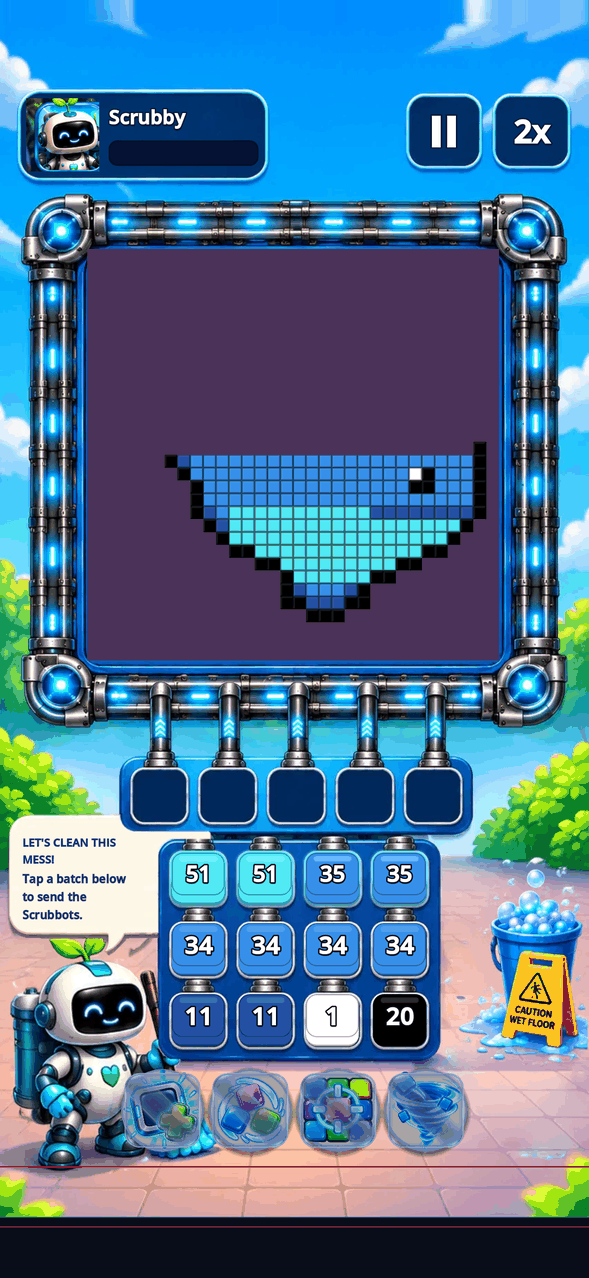 Scrubby
2x
LET'S CLEAN THIS
MESS!
Tap a batch below
to send the
Scrubbots.
51 51 35 35
34 34 34 34
11 11 1 20
CAUTION
WET FLOOR